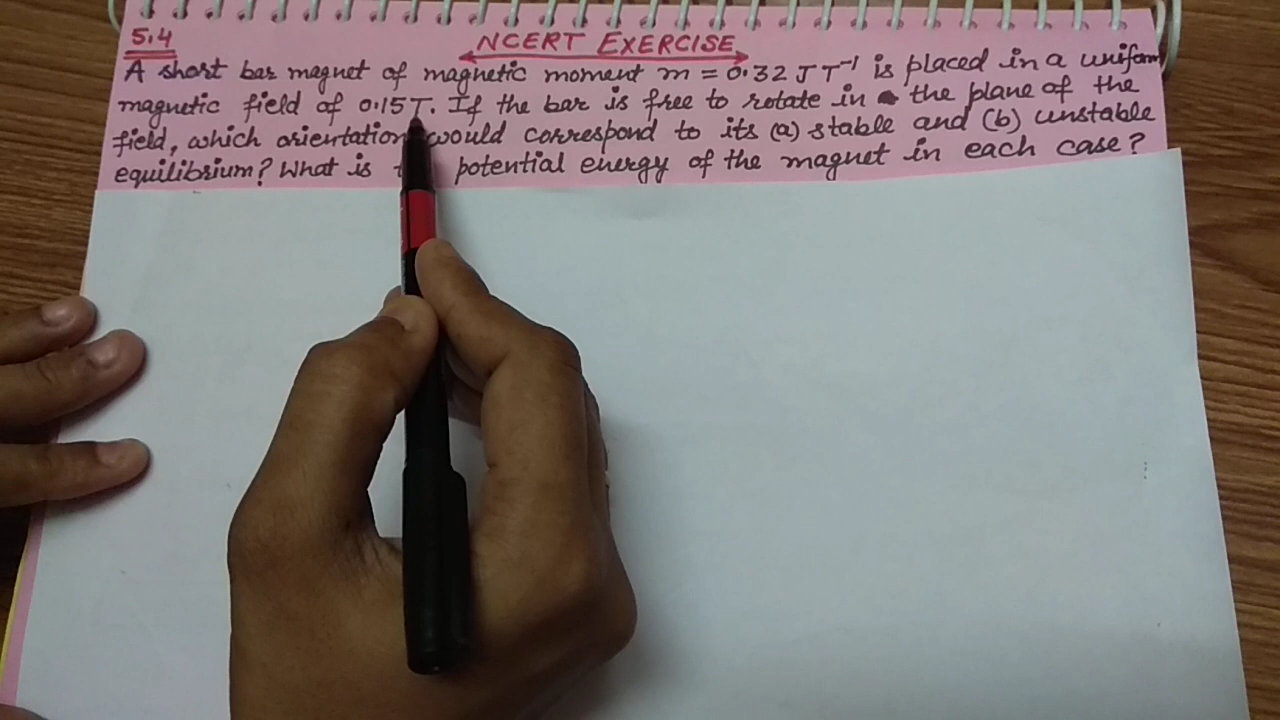 5.4
NCERT EXERCISE
A short bar magnet of magnetic moment m = 0.32 J T⁻¹ is placed in a uniform
magnetic field of 0.15T. If the bar is free to rotate in the plane of the
field, which orientation would correspond to its (a) stable and (b) unstable
equilibrium? What is potential energy of the magnet in each case?